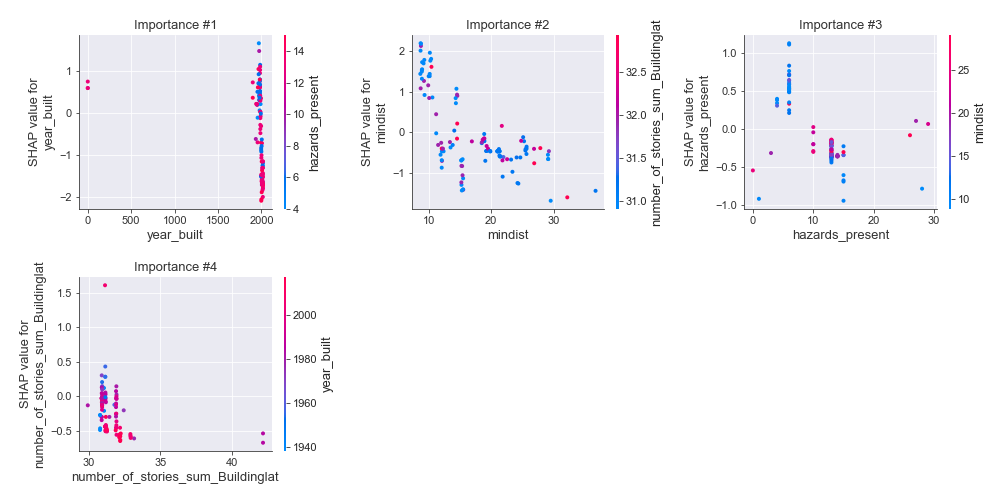 Importance #1
SHAP value for
year_built
1
0
−1
−2
0
500
1000
1500
2000
year_built
14
12
10
8
6
4
hazards_present
Importance #2
SHAP value for
mindist
2
1
0
−1
10
20
30
mindist
32.5
32.0
31.5
31.0
number_of_stories_sum_Buildinglat
Importance #3
SHAP value for
hazards_present
1.0
0.5
0.0
−0.5
−1.0
0
10
20
30
hazards_present
25
20
15
10
mindist
Importance #4
SHAP value for
number_of_stories_sum_Buildinglat
1.5
1.0
0.5
0.0
−0.5
30
35
40
number_of_stories_sum_Buildinglat
2000
1980
1960
1940
year_built